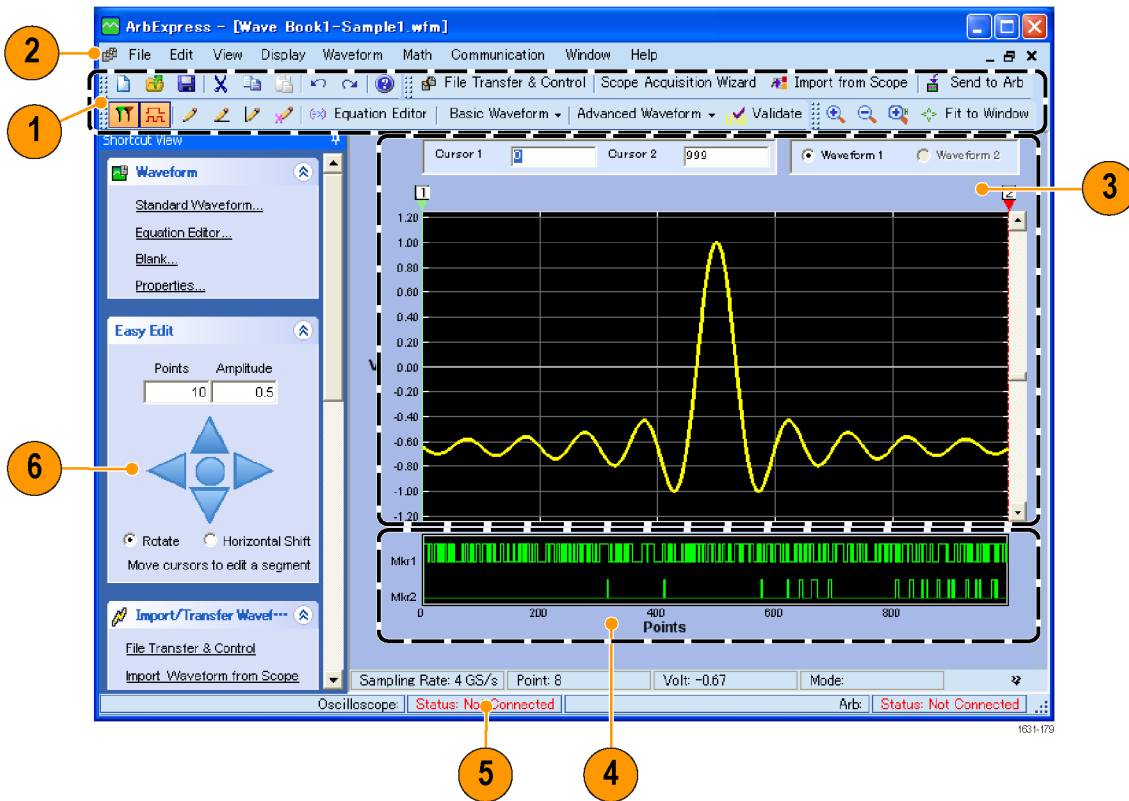 ArbExpress - [Wave Book1-Sample1.wfm]
2
File Edit View Display Waveform Math Communication Window Help
File Transfer & Control Scope Acquisition Wizard Import from Scope Send to Arb
1
(×) Equation Editor Basic Waveform Advanced Waveform Validate Fit to Window
Shortcut View
Cursor 1 0 Cursor 2 999 Waveform 1 Waveform 2
3
Waveform
Standard Waveform...
Equation Editor...
Blank...
Properties...
1 2
1.20
1.00
0.80
0.60
0.40
0.20
0.00
-0.20
-0.40
-0.60
-0.80
-1.00
-1.20
Easy Edit
Points Amplitude
10 0.5
6
Rotate Horizontal Shift
Move cursors to edit a segment
Mkr1
Mkr2
0 200 400 600 800
Points
Import/Transfer Wavef...
File Transfer & Control
Import Waveform from Scope
Sampling Rate: 4 GS/s Point: 8 Volt: -0.67 Mode:
Oscilloscope: Status: Not Connected Arb: Status: Not Connected
1631-179
5
4